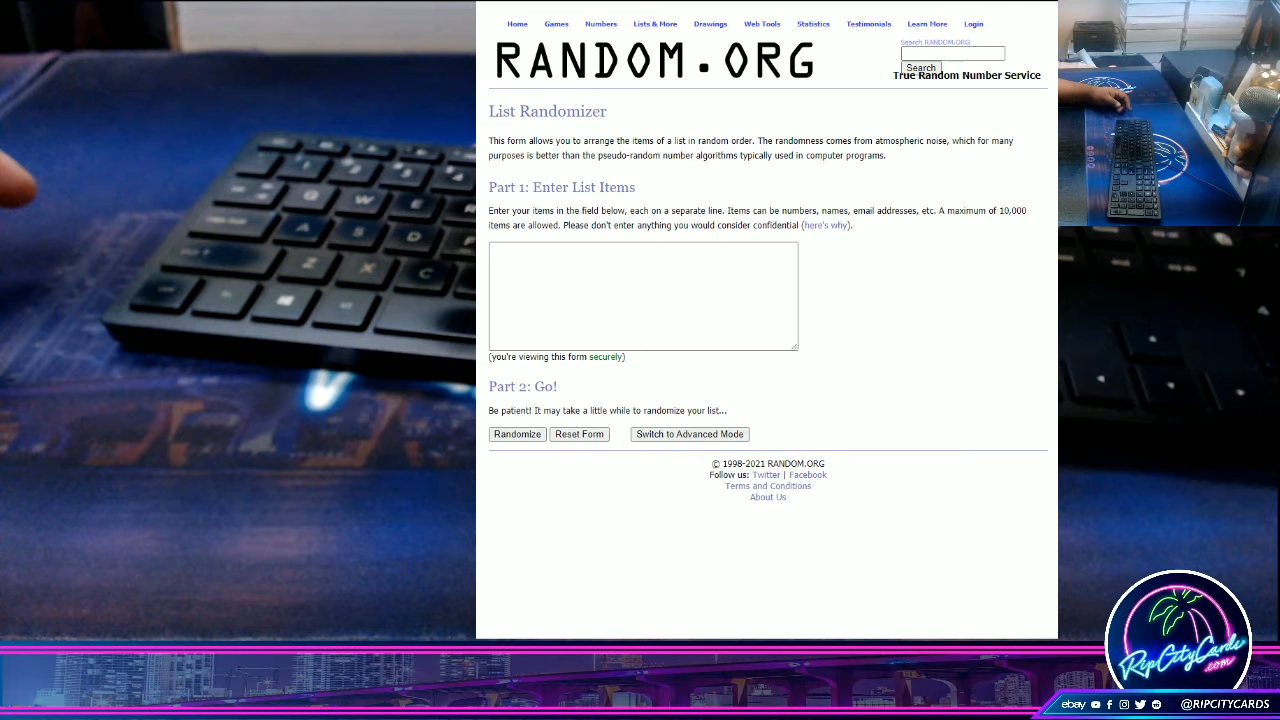 Home Games Numbers Lists & More Drawings Web Tools Statistics Testimonials Learn More Login
RANDOM.ORG
Search RANDOM.ORG
Search
True Random Number Service
List Randomizer
This form allows you to arrange the items of a list in random order. The randomness comes from atmospheric noise, which for many
purposes is better than the pseudo-random number algorithms typically used in computer programs.
Part 1: Enter List Items
Enter your items in the field below, each on a separate line. Items can be numbers, names, email addresses, etc. A maximum of 10,000
items are allowed. Please don't enter anything you would consider confidential (here's why).
(you're viewing this form securely)
Part 2: Go!
Be patient! It may take a little while to randomize your list...
Randomize Reset Form Switch to Advanced Mode
© 1998-2021 RANDOM.ORG
Follow us: Twitter | Facebook
Terms and Conditions
About Us
Q W
A S D
Z X C
RipCityCards
.com
ebay @RIPCITYCARDS